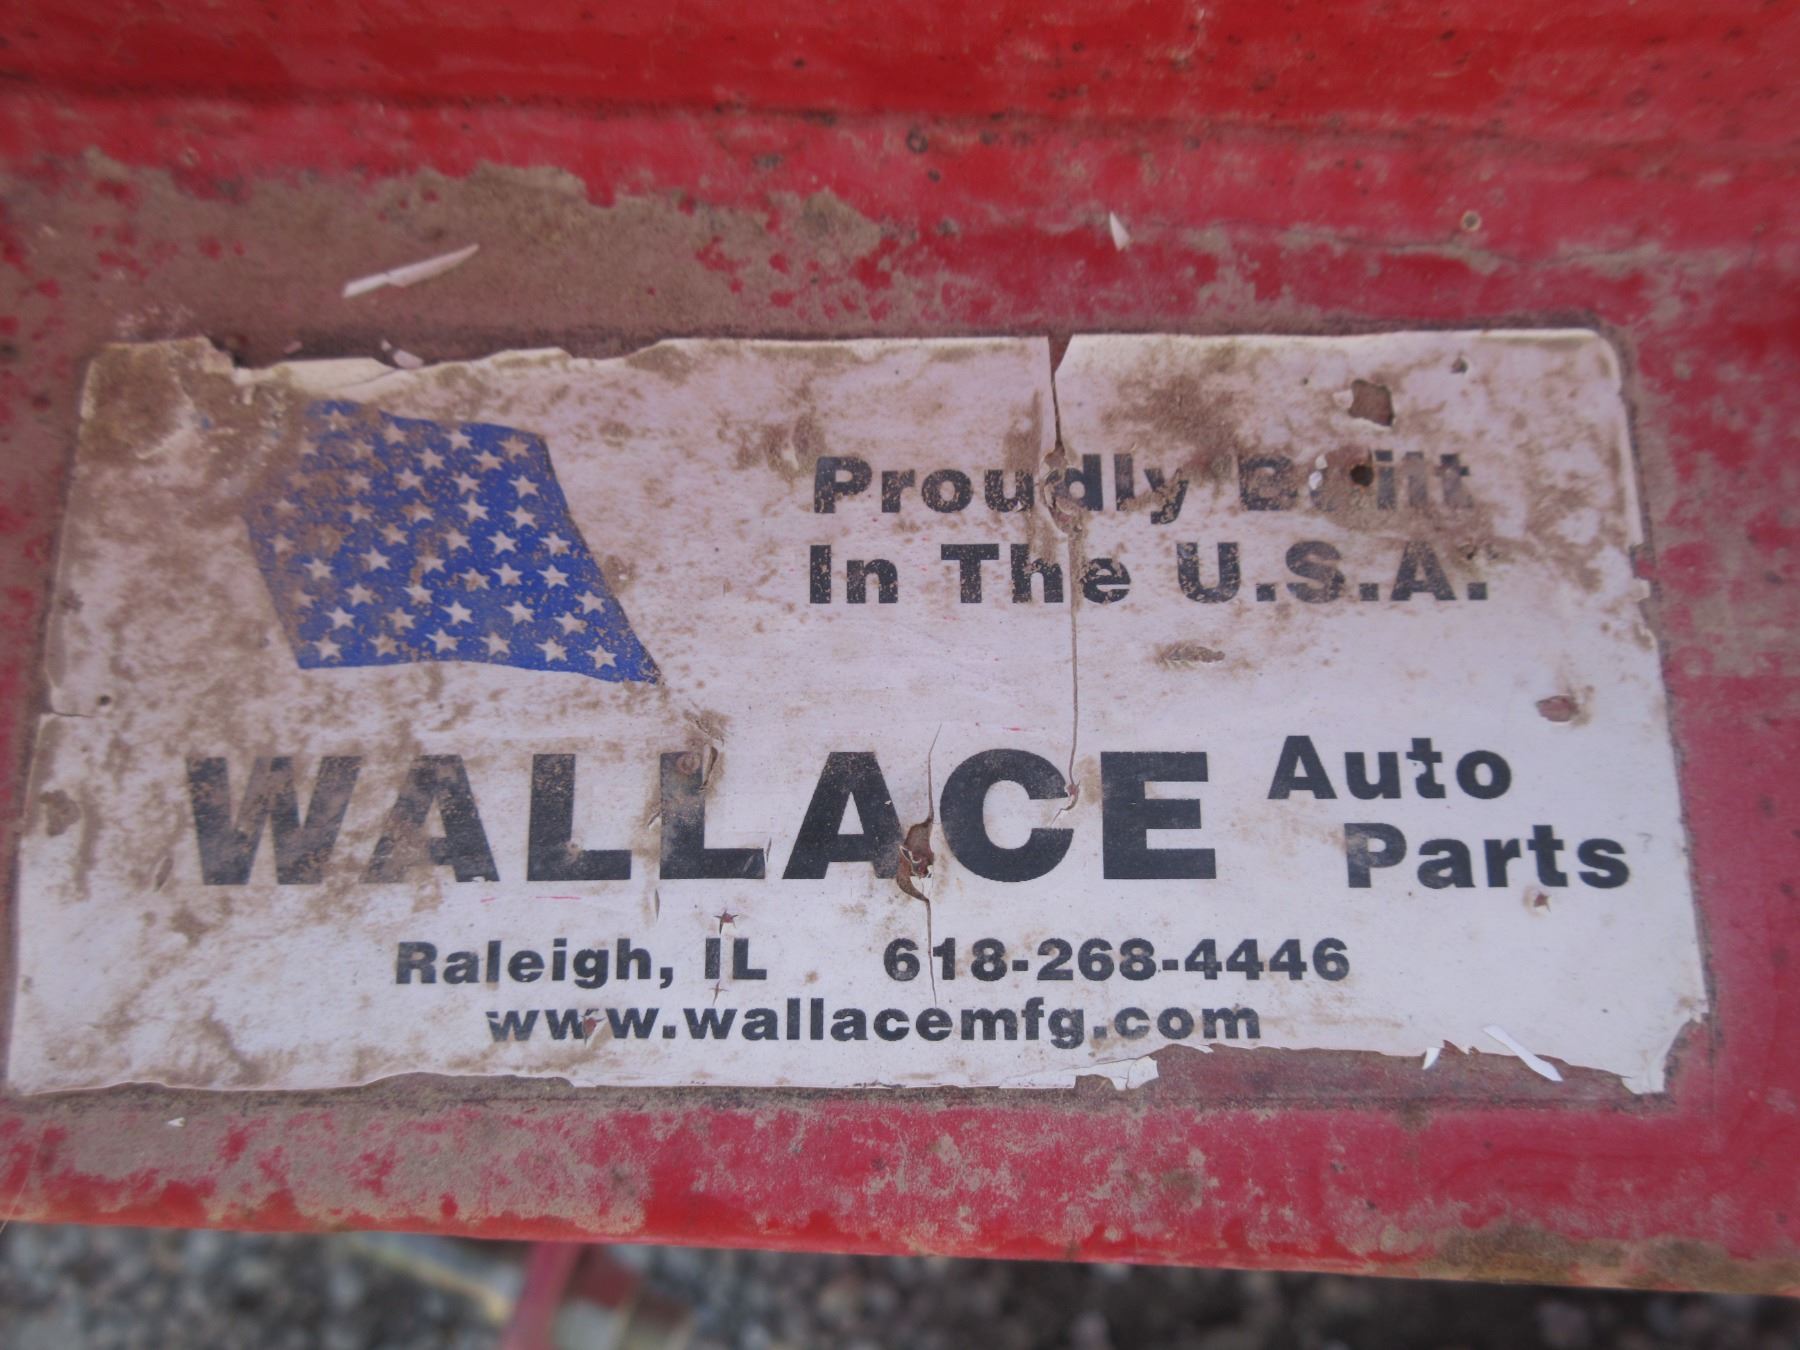 Proudly Built
In The U.S.A.
WALLACE Auto
Parts
Raleigh, IL 618-268-4446
www.wallacemfg.com